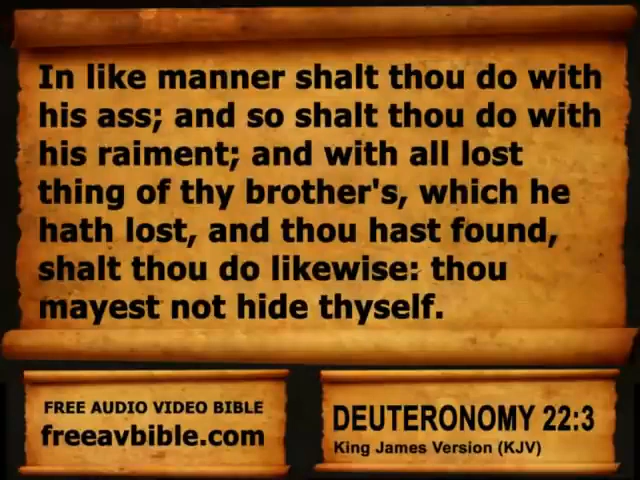 In like manner shalt thou do with
his ass; and so shalt thou do with
his raiment; and with all lost
thing of thy brother's, which he
hath lost, and thou hast found,
shalt thou do likewise: thou
mayest not hide thyself.
FREE AUDIO VIDEO BIBLE
freeavbible.com
DEUTERONOMY 22:3
King James Version (KJV)